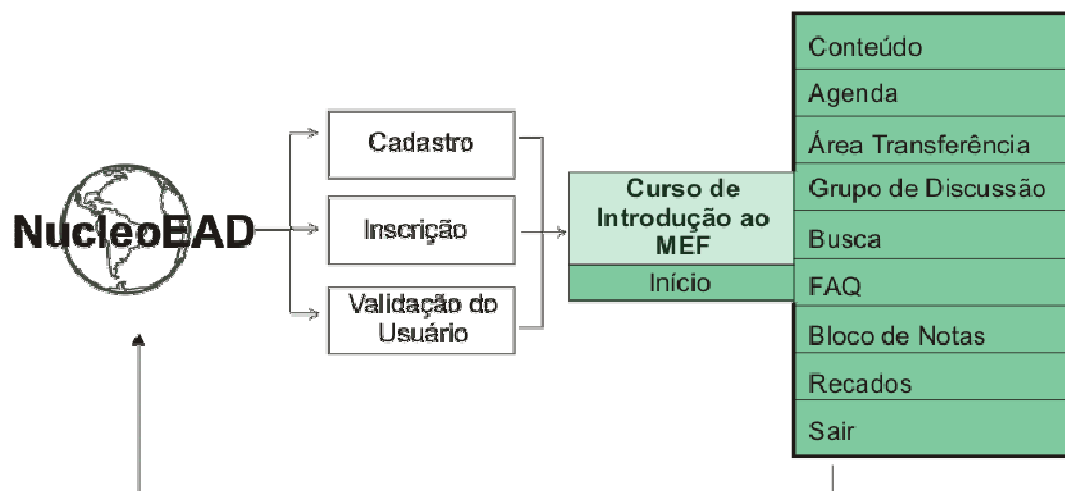 NucleoEAD
Cadastro
Inscrição
Validação do
Usuário
Curso de
Introdução ao
MEF
Início
Conteúdo
Agenda
Área Transferência
Grupo de Discussão
Busca
FAQ
Bloco de Notas
Recados
Sair